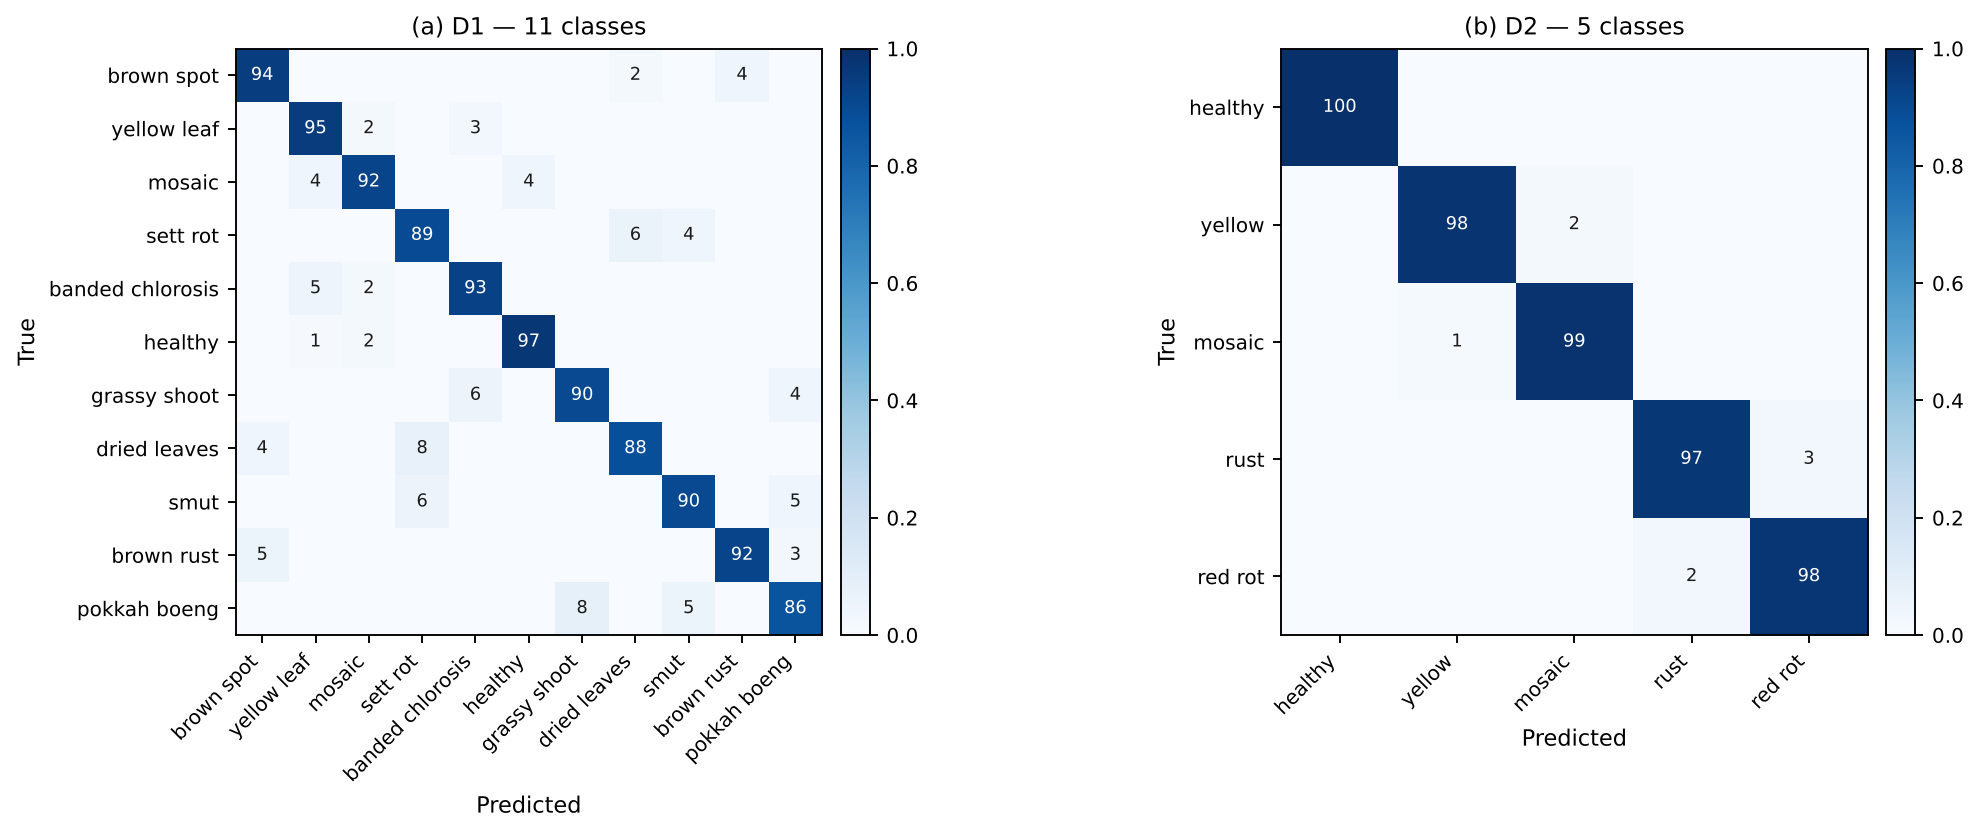 (a) D1 — 11 classes
True
brown spot 94 2 4
yellow leaf 95 2 3
mosaic 4 92 4
sett rot 89 6 4
banded chlorosis 5 2 93
healthy 1 2 97
grassy shoot 6 90 4
dried leaves 4 8 88
smut 6 90 5
brown rust 5 92 3
pokkah boeng 8 5 86
brown spot yellow leaf mosaic sett rot banded chlorosis healthy grassy shoot dried leaves smut brown rust pokkah boeng
Predicted
1.0
0.8
0.6
0.4
0.2
0.0
(b) D2 — 5 classes
True
healthy 100
yellow 98 2
mosaic 1 99
rust 97 3
red rot 2 98
healthy yellow mosaic rust red rot
Predicted
1.0
0.8
0.6
0.4
0.2
0.0